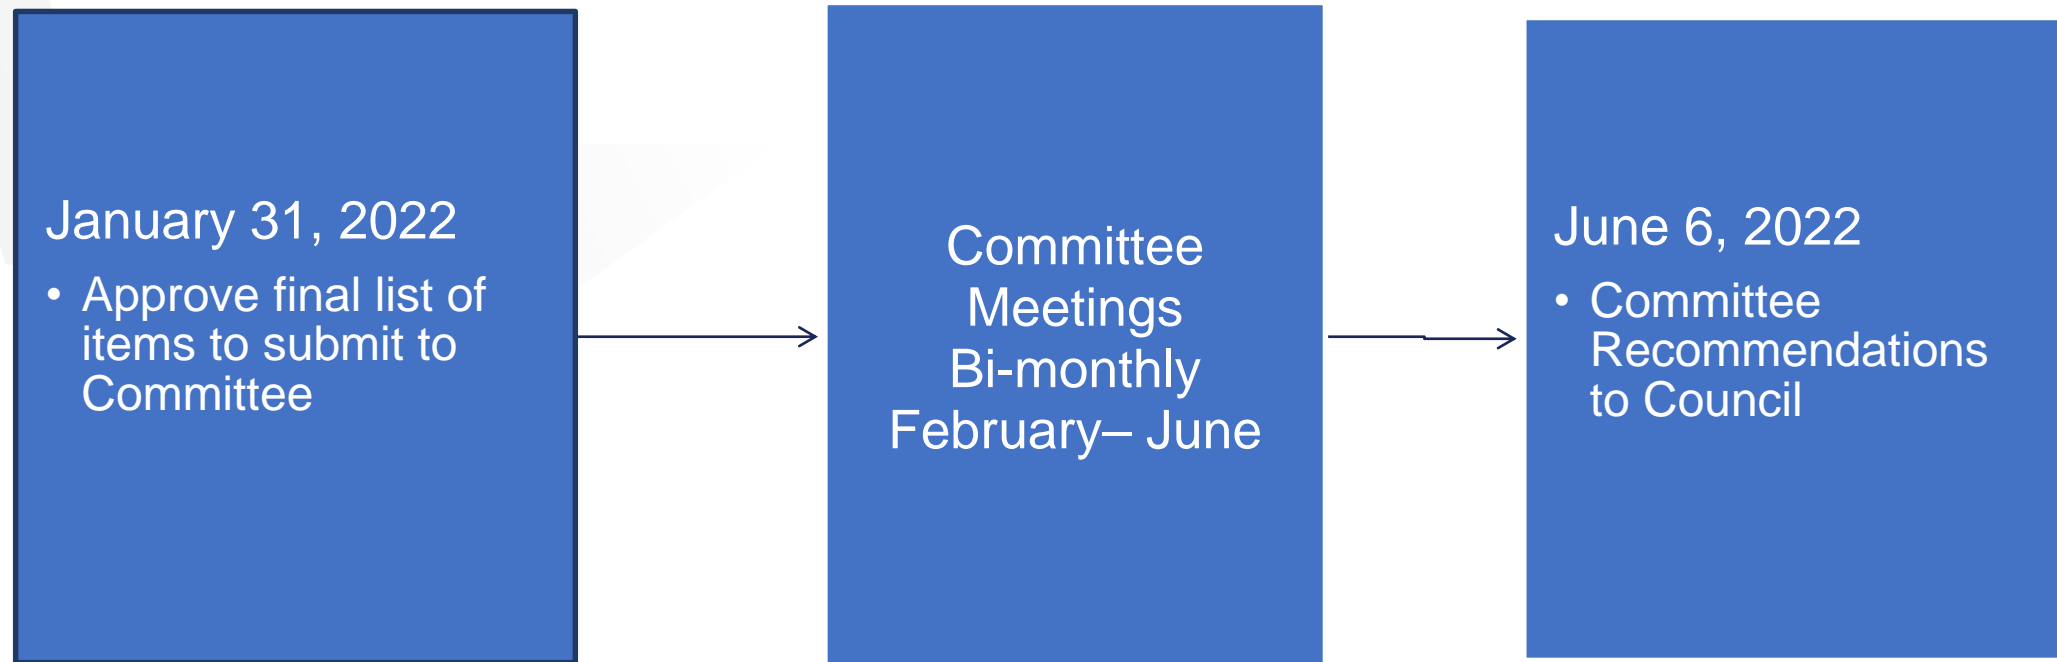 January 31, 2022
• Approve final list of
items to submit to
Committee
Committee
Meetings
Bi-monthly
February– June
June 6, 2022
• Committee
Recommendations
to Council